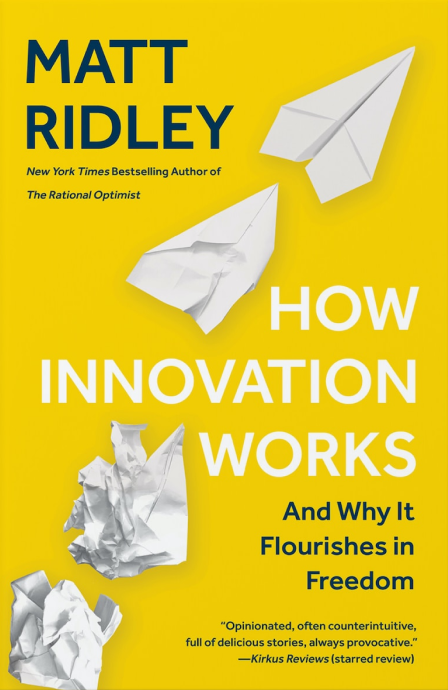 MATT
RIDLEY
New York Times Bestselling Author of
The Rational Optimist
HOW
INNOVATION
WORKS
And Why It
Flourishes in
Freedom
“Opinionated, often counterintuitive,
full of delicious stories, always provocative.”
—Kirkus Reviews (starred review)